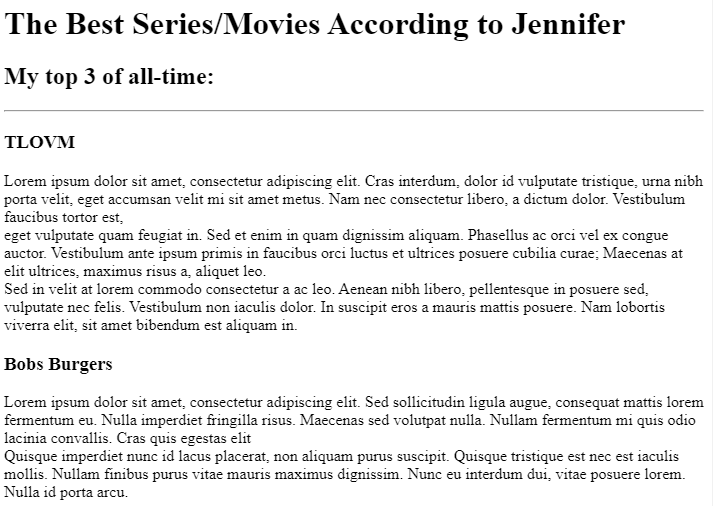 The Best Series/Movies According to Jennifer
My top 3 of all-time:
TLOVM
Lorem ipsum dolor sit amet, consectetur adipiscing elit. Cras interdum, dolor id vulputate tristique, urna nibh
porta velit, eget accumsan velit mi sit amet metus. Nam nec consectetur libero, a dictum dolor. Vestibulum
faucibus tortor est,
eget vulputate quam feugiat in. Sed et enim in quam dignissim aliquam. Phasellus ac orci vel ex congue
auctor. Vestibulum ante ipsum primis in faucibus orci luctus et ultrices posuere cubilia curae; Maecenas at
elit ultrices, maximus risus a, aliquet leo.
Sed in velit at lorem commodo consectetur a ac leo. Aenean nibh libero, pellentesque in posuere sed,
vulputate nec felis. Vestibulum non iaculis dolor. In suscipit eros a mauris mattis posuere. Nam lobortis
viverra elit, sit amet bibendum est aliquam in.
Bobs Burgers
Lorem ipsum dolor sit amet, consectetur adipiscing elit. Sed sollicitudin ligula augue, consequat mattis lorem
fermentum eu. Nulla imperdiet fringilla risus. Maecenas sed volutpat nulla. Nullam fermentum mi quis odio
lacinia convallis. Cras quis egestas elit
Quisque imperdiet nunc id lacus placerat, non aliquam purus suscipit. Quisque tristique est nec est iaculis
mollis. Nullam finibus purus vitae mauris maximus dignissim. Nunc eu interdum dui, vitae posuere lorem.
Nulla id porta arcu.